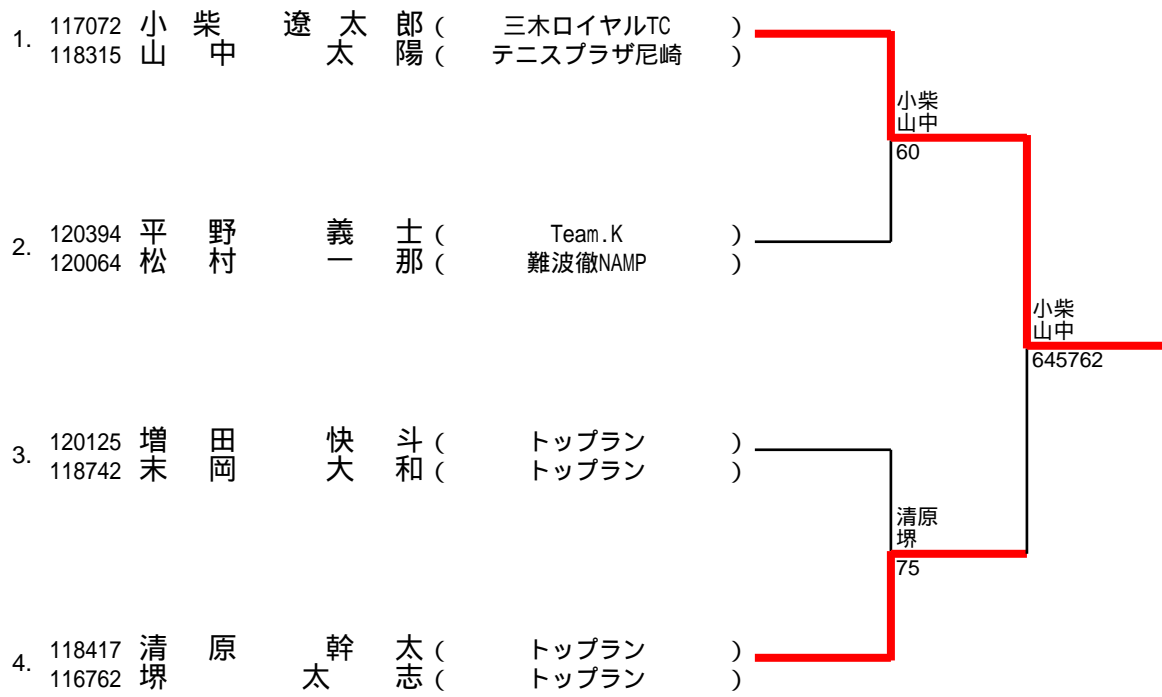 1. 117072 小柴 遼太郎 ( 三木ロイヤルTC )
118315 山中 太陽 ( テニスプラザ尼崎 )
小柴
山中
60
2. 120394 平野 義士 ( Team.K )
120064 松村 一那 ( 難波徹NAMP )
小柴
山中
645762
3. 120125 増田 快斗 ( トップラン )
118742 末岡 大和 ( トップラン )
清原
堺
75
4. 118417 清原 幹太 ( トップラン )
116762 堺 太志 ( トップラン )